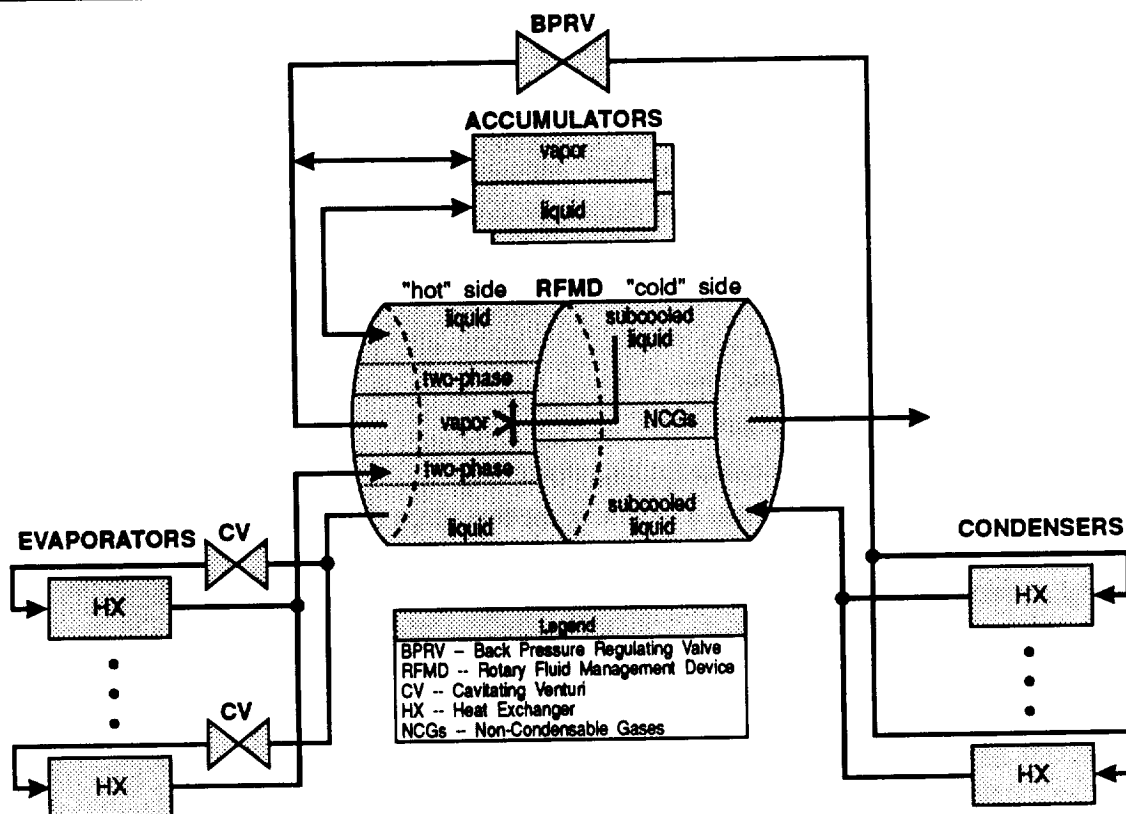 BPRV
ACCUMULATORS
vapor
liquid
"hot" side RFMD "cold" side
liquid
subcooled
liquid
two-phase
vapor
NCGs
two-phase
liquid
subcooled
liquid
EVAPORATORS
CV
HX
CV
HX
CONDENSERS
HX
HX
Legend
BPRV – Back Pressure Regulating Valve
RFMD -- Rotary Fluid Management Device
CV -- Cavitating Venturi
HX -- Heat Exchanger
NCGs – Non-Condensable Gases